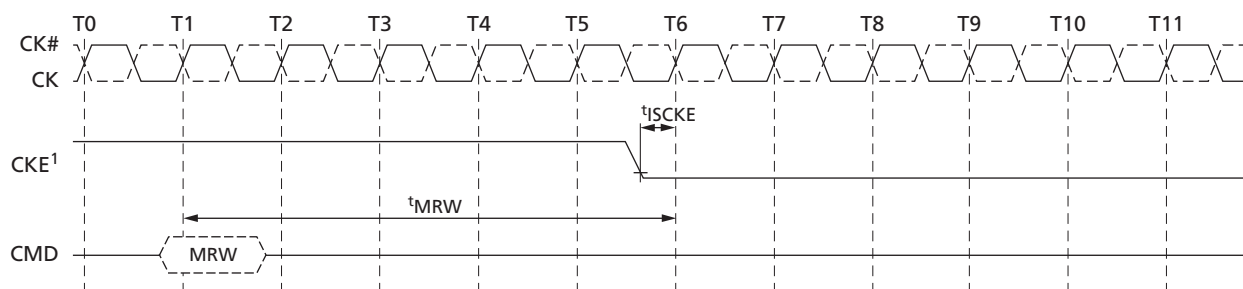 T0 T1 T2 T3 T4 T5 T6 T7 T8 T9 T10 T11
CK#
CK
tISCKE
CKE1
tMRW
CMD MRW